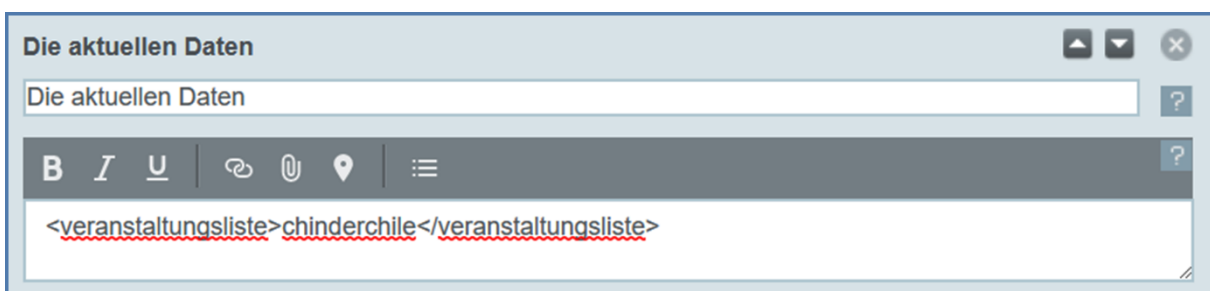 Die aktuellen Daten
Die aktuellen Daten
?
B I U
?
<veranstaltungsliste>chinderchile</veranstaltungsliste>